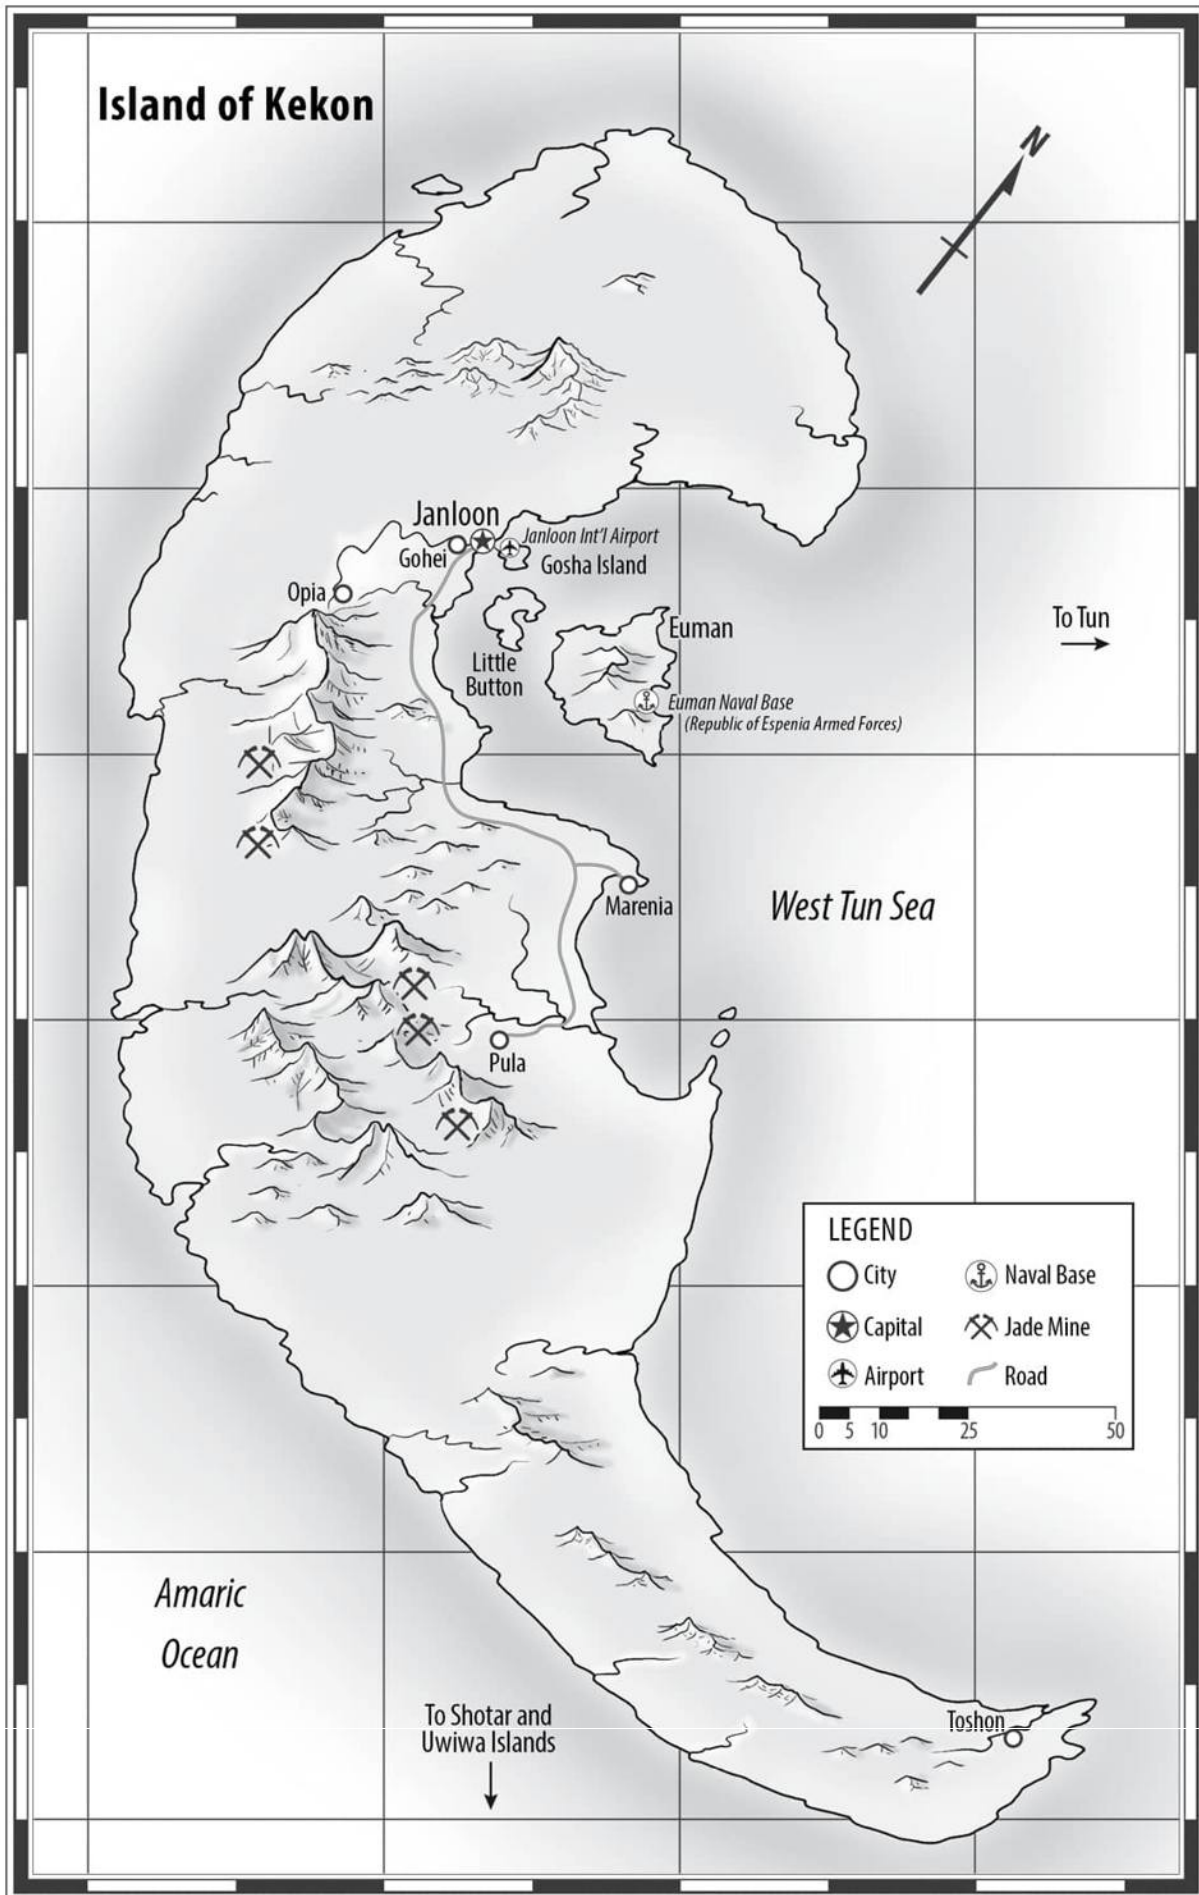 Island of Kekon
N
Janloon
Janloon Int'l Airport
Gohei
Gosha Island
Opia
To Tun
Euman
Little
Button
Euman Naval Base
(Republic of Espenia Armed Forces)
Marenia
West Tun Sea
Pula
LEGEND
City
Naval Base
Capital
Jade Mine
Airport
Road
0 5 10 25 50
Amaric
Ocean
To Shotar and
Uwiwa Islands
Toshon